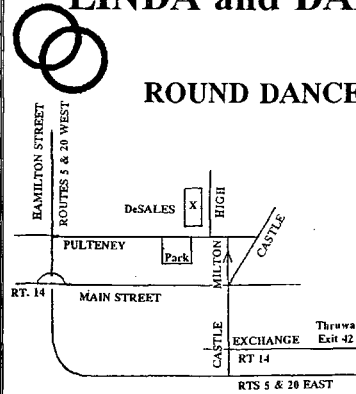 LINDA and DA
ROUND DANCE
HAMILTON STREET
ROUTES 5 & 20 WEST
DeSALES
X
HIGH
CASTLE
PULTENEY
Park
MILTON
RT. 14
MAIN STREET
CASTLE
EXCHANGE
Thruwa
Exit 42
RT 14
RTS 5 & 20 EAST